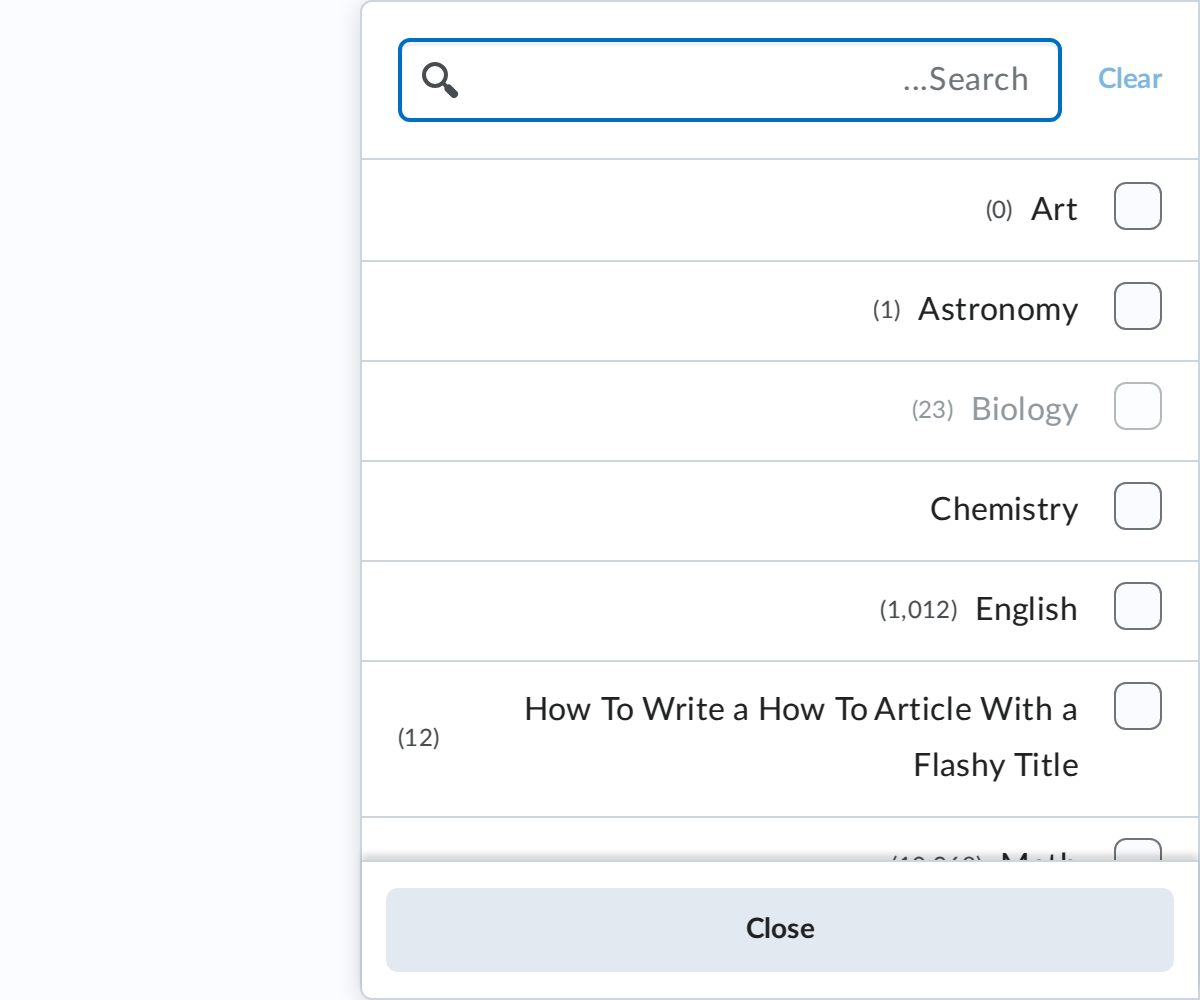 ...Search
Clear
Art (0)
Astronomy (1)
Biology (23)
Chemistry
English (1,012)
How To Write a How To Article With a
Flashy Title
(12)
Math
Close